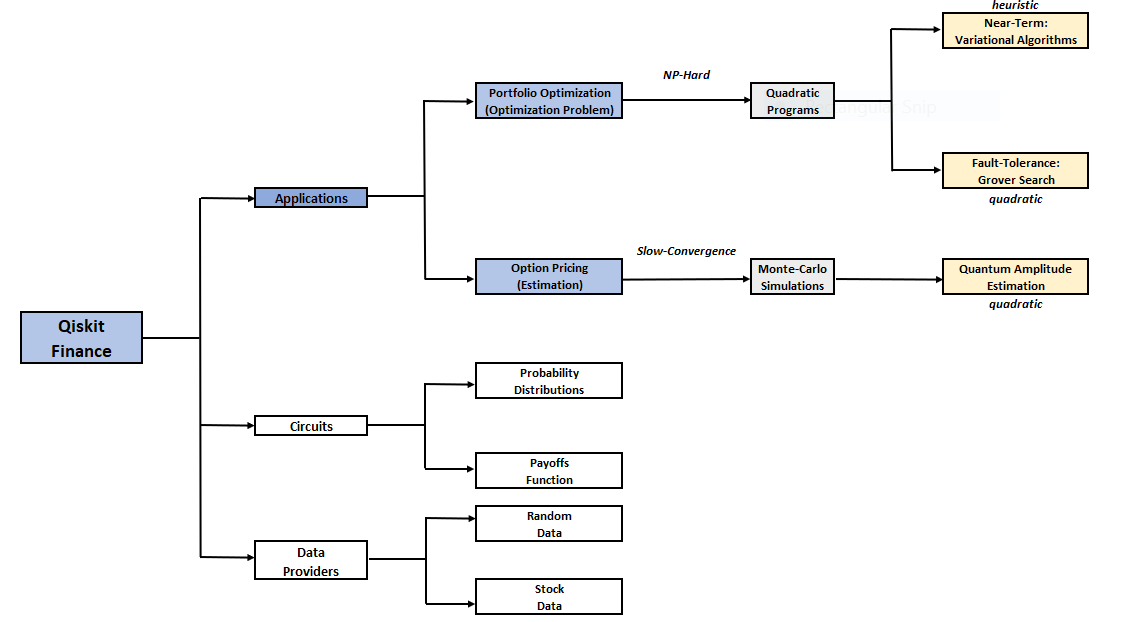 heuristic
Near-Term:
Variational Algorithms
NP-Hard
Portfolio Optimization
(Optimization Problem)
Quadratic
Programs
Snip
Fault-Tolerance:
Grover Search
quadratic
Applications
Slow-Convergence
Option Pricing
(Estimation)
Monte-Carlo
Simulations
Quantum Amplitude
Estimation
quadratic
Qiskit
Finance
Probability
Distributions
Circuits
Payoffs
Function
Random
Data
Data
Providers
Stock
Data